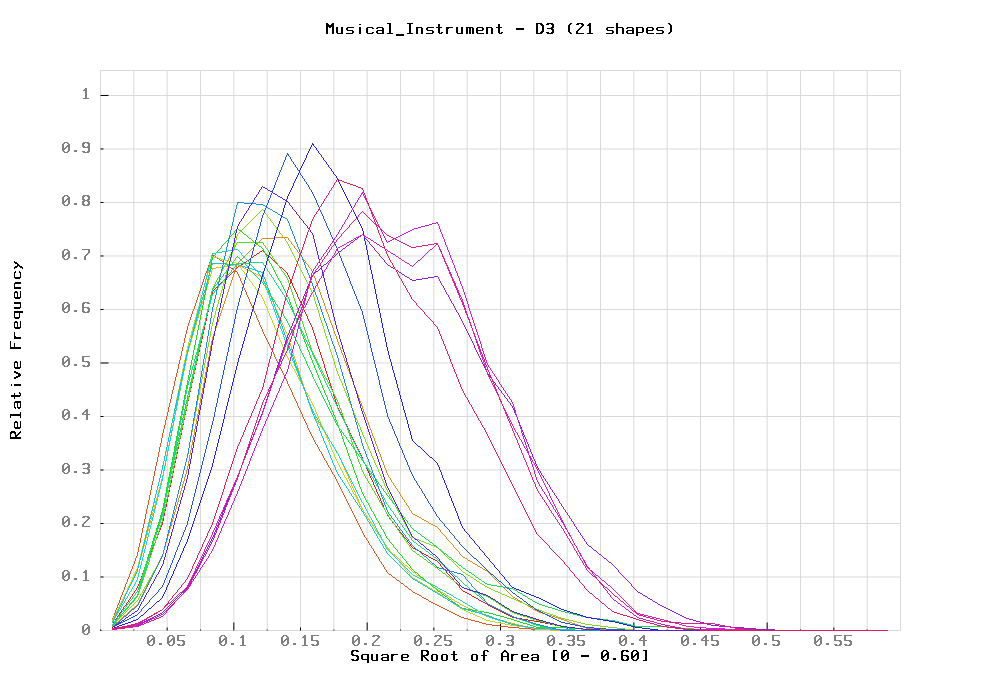 Musical_Instrument - D3 (21 shapes)
1
0.9
0.8
0.7
0.6
0.5
0.4
0.3
0.2
0.1
0
Relative Frequency
0.05 0.1 0.15 0.2 0.25 0.3 0.35 0.4 0.45 0.5 0.55
Square Root of Area [0 - 0.60]